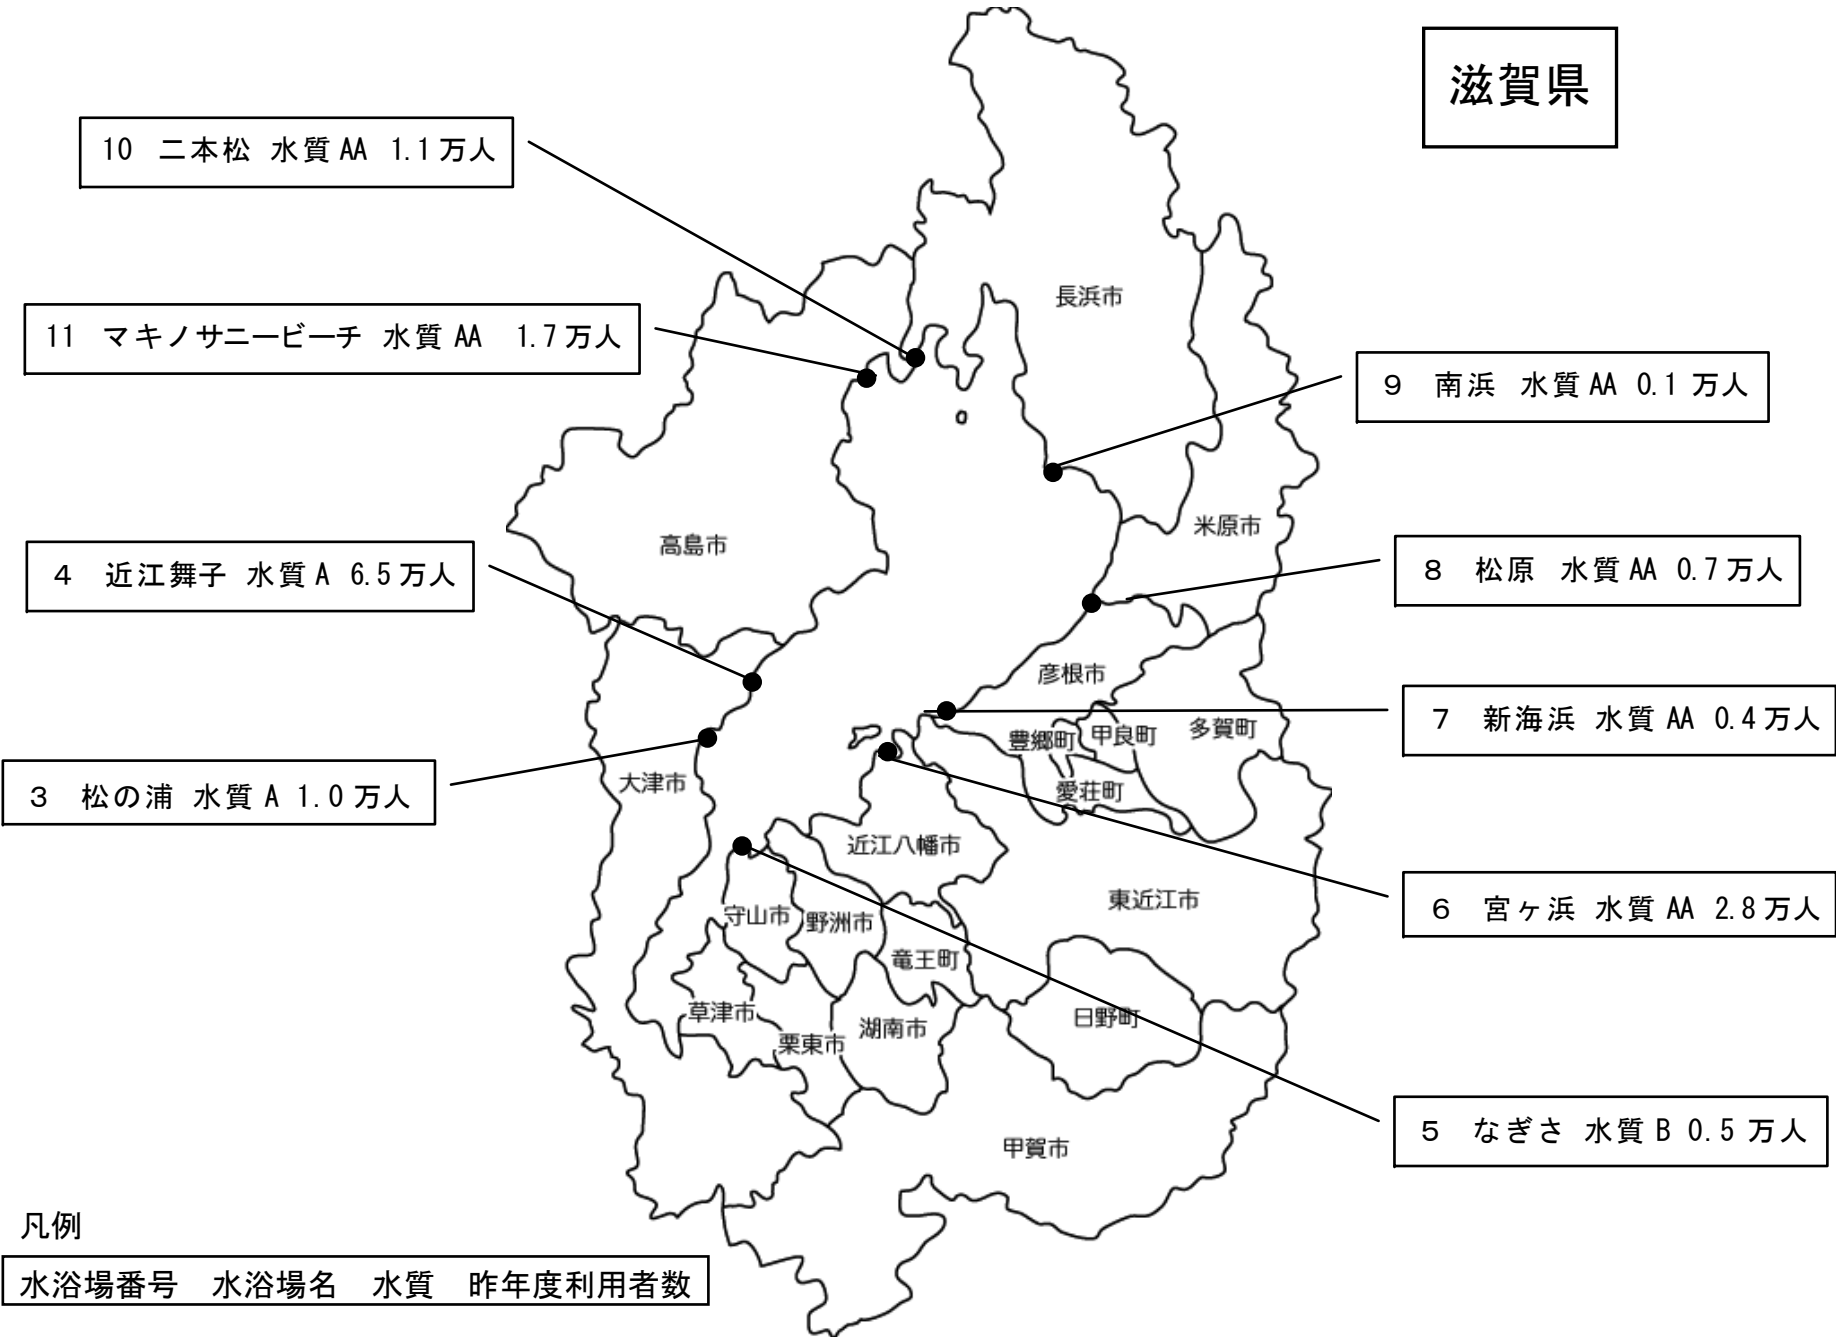 滋賀県
10 二本松 水質 AA 1.1 万人
11 マキノサニービーチ 水質 AA 1.7 万人
長浜市
9 南浜 水質 AA 0.1 万人
米原市
高島市
4 近江舞子 水質 A 6.5 万人
8 松原 水質 AA 0.7 万人
彦根市
7 新海浜 水質 AA 0.4 万人
豊郷町 甲良町 多賀町
大津市
愛荘町
3 松の浦 水質 A 1.0 万人
近江八幡市
東近江市
6 宮ヶ浜 水質 AA 2.8 万人
守山市 野洲市
竜王町
草津市
日野町
栗東市 湖南市
5 なぎさ 水質 B 0.5 万人
甲賀市
凡例
水浴場番号 水浴場名 水質 昨年度利用者数